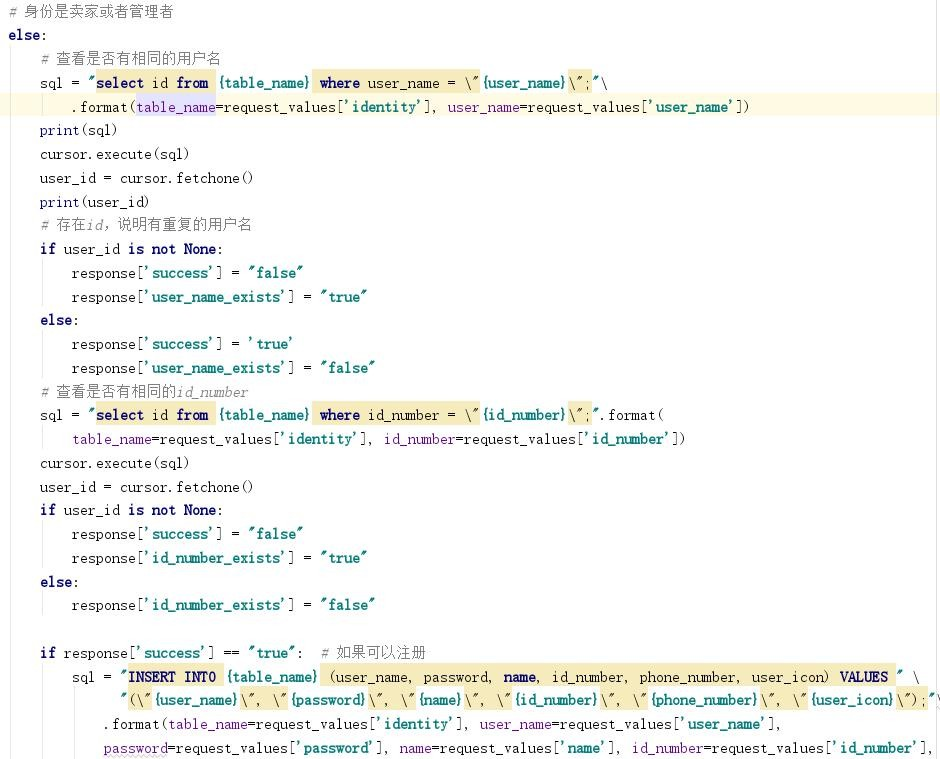 # 身份是卖家或者管理者
else:
    # 查看是否有相同的用户名
    sql = "select id from {table_name} where user_name = \"{user_name}\";"\
        .format(table_name=request_values['identity'], user_name=request_values['user_name'])
    print(sql)
    cursor.execute(sql)
    user_id = cursor.fetchone()
    print(user_id)
    # 存在id，说明有重复的用户名
    if user_id is not None:
        response['success'] = "false"
        response['user_name_exists'] = "true"
    else:
        response['success'] = 'true'
        response['user_name_exists'] = "false"
    # 查看是否有相同的id_number
    sql = "select id from {table_name} where id_number = \"{id_number}\";".format(
        table_name=request_values['identity'], id_number=request_values['id_number'])
    cursor.execute(sql)
    user_id = cursor.fetchone()
    if user_id is not None:
        response['success'] = "false"
        response['id_number_exists'] = "true"
    else:
        response['id_number_exists'] = "false"

    if response['success'] == "true":  # 如果可以注册
        sql = "INSERT INTO {table_name} (user_name, password, name, id_number, phone_number, user_icon) VALUES " \
              "(\"{user_name}\", \"{password}\", \"{name}\", \"{id_number}\", \"{phone_number}\", \"{user_icon}\");"\
            .format(table_name=request_values['identity'], user_name=request_values['user_name'],
            password=request_values['password'], name=request_values['name'], id_number=request_values['id_number'],